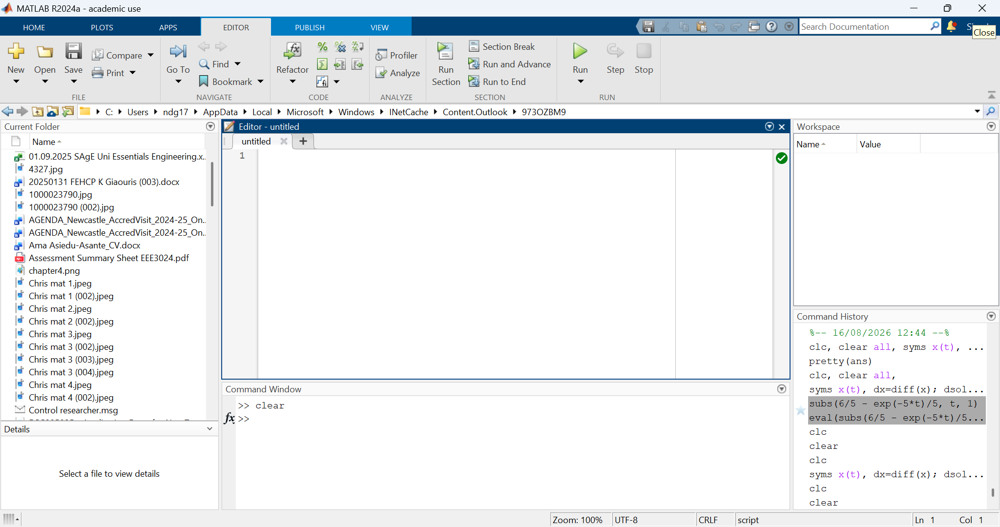 MATLAB R2024a - academic use
HOME PLOTS APPS EDITOR PUBLISH VIEW
Search Documentation
Close
New Open Save Compare Print
FILE
Go To Find Bookmark
NAVIGATE
Refactor
CODE
Profiler
Analyze
ANALYZE
Run Section
Section Break
Run and Advance
Run to End
SECTION
Run Step Stop
RUN
C: Users ndg17 AppData Local Microsoft Windows INetCache Content.Outlook 973OZBM9
Current Folder
Name
01.09.2025 SAgE Uni Essentials Engineering.x..
4327.jpg
20250131 FEHCP K Giaouris (003).docx
1000023790.jpg
1000023790 (002).jpg
AGENDA_Newcastle_AccredVisit_2024-25_On..
AGENDA_Newcastle_AccredVisit_2024-25_On..
Ama Asiedu-Asante_CV.docx
Assessment Summary Sheet EEE3024.pdf
chapter4.png
Chris mat 1.jpeg
Chris mat 1 (002).jpeg
Chris mat 2.jpeg
Chris mat 2 (002).jpeg
Chris mat 3.jpeg
Chris mat 3 (002).jpeg
Chris mat 3 (003).jpeg
Chris mat 3 (004).jpeg
Chris mat 4.jpeg
Chris mat 4 (002).jpeg
Control researcher.msg
Details
Select a file to view details
Editor - untitled
untitled
1
Command Window
>> clear
fx >>
Workspace
Name Value
Command History
%-- 16/08/2026 12:44 --%
clc, clear all, syms x(t), ...
pretty(ans)
clc, clear all,
syms x(t), dx=diff(x); dsol...
subs(6/5 - exp(-5*t)/5, t, 1)
eval(subs(6/5 - exp(-5*t)/5...
clc
clear
clc
syms x(t), dx=diff(x); dsol...
clc
clear
Zoom: 100% UTF-8 CRLF script Ln 1 Col 1